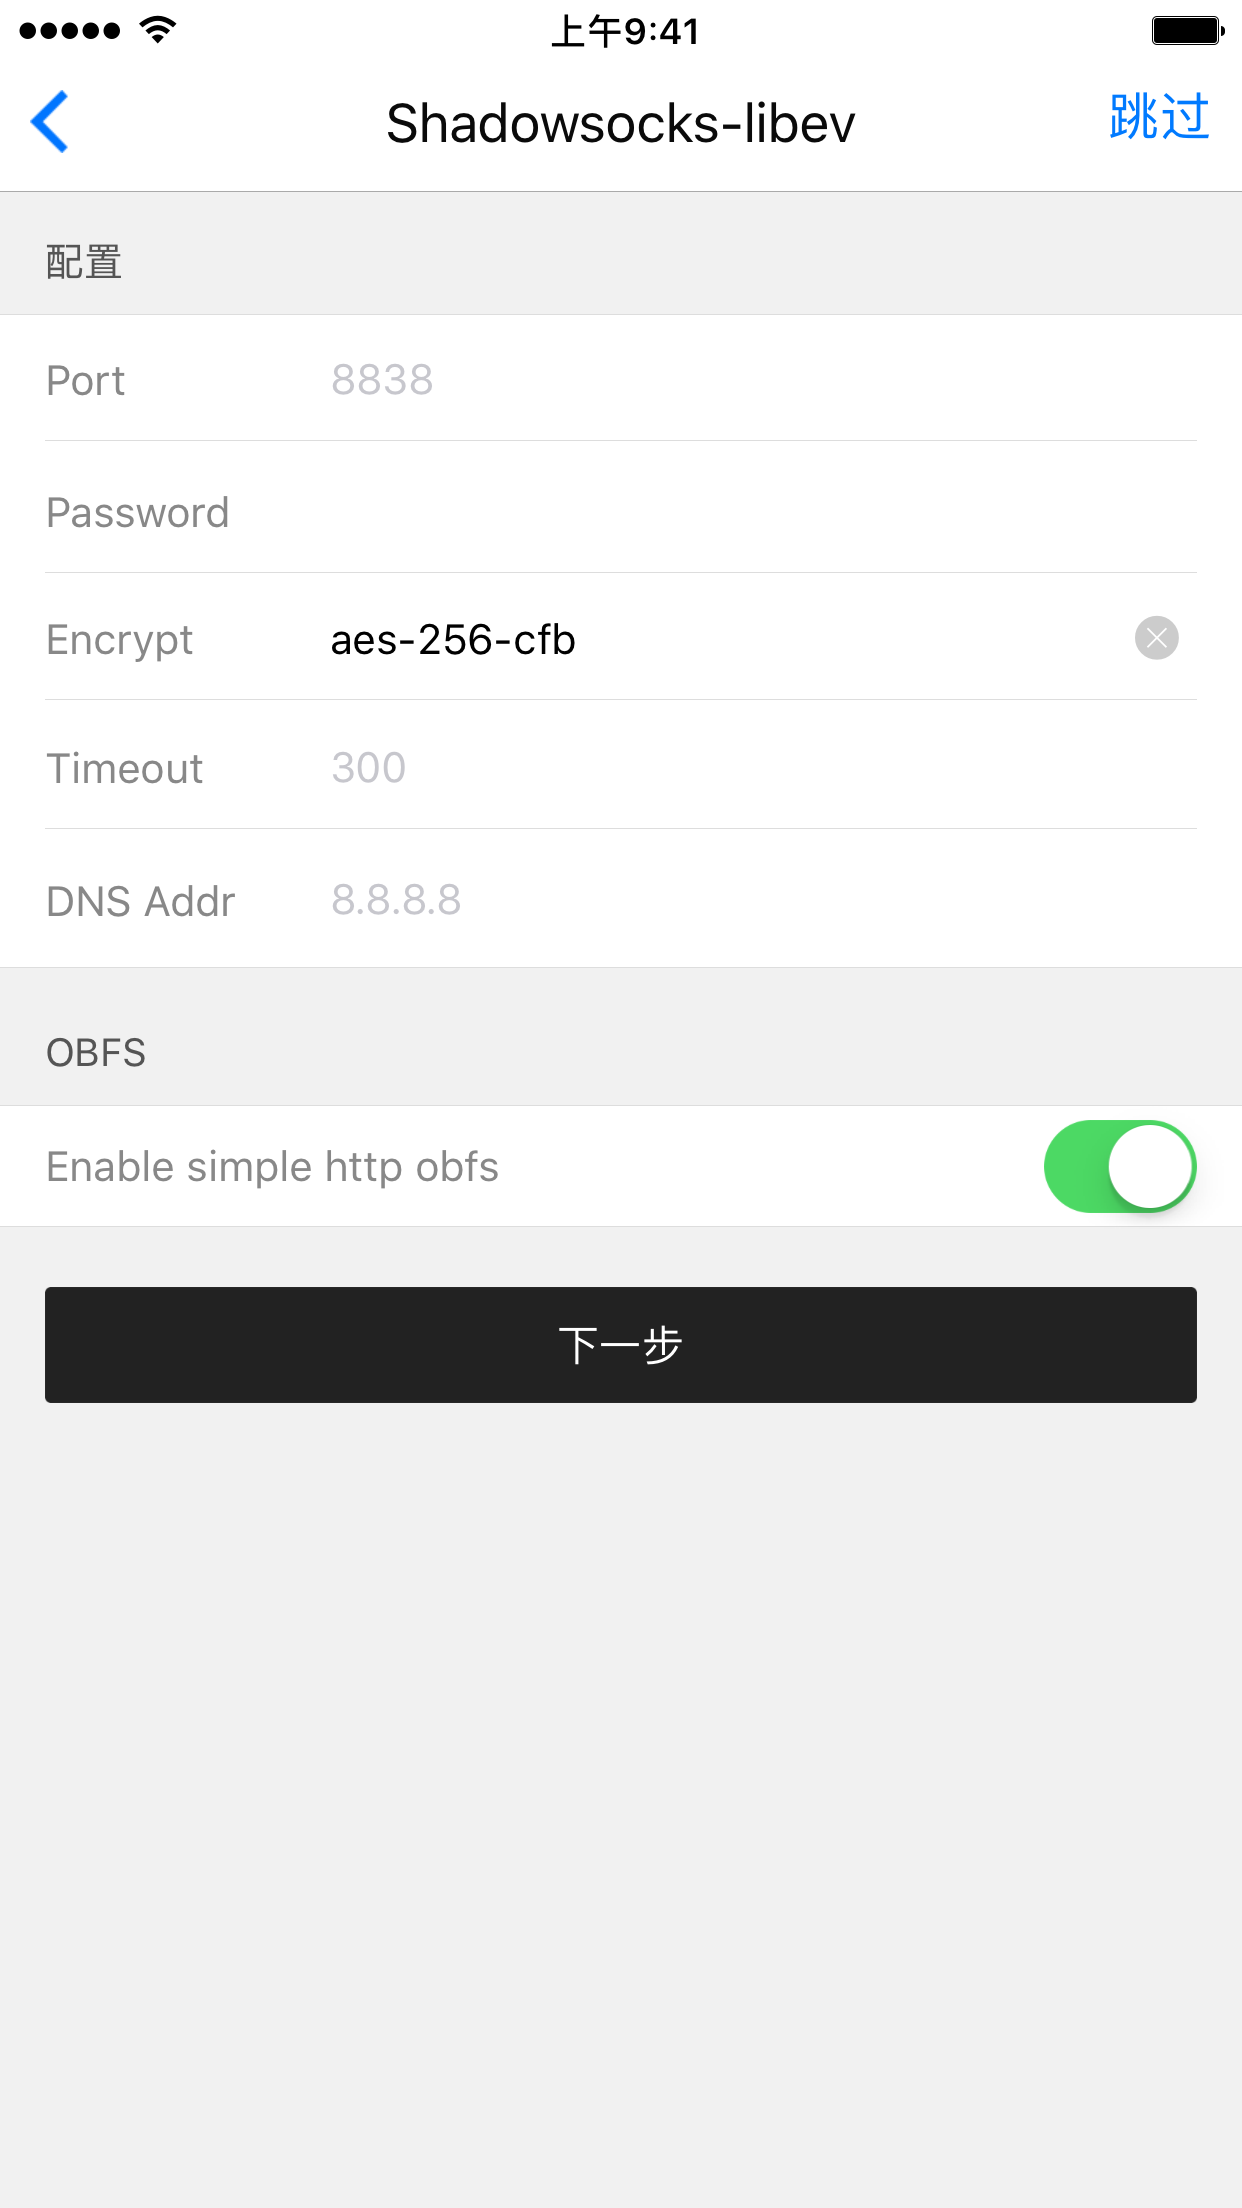 上午9:41
Shadowsocks-libev
跳过
配置
Port 8838
Password
Encrypt aes-256-cfb
Timeout 300
DNS Addr 8.8.8.8
OBFS
Enable simple http obfs
下一步